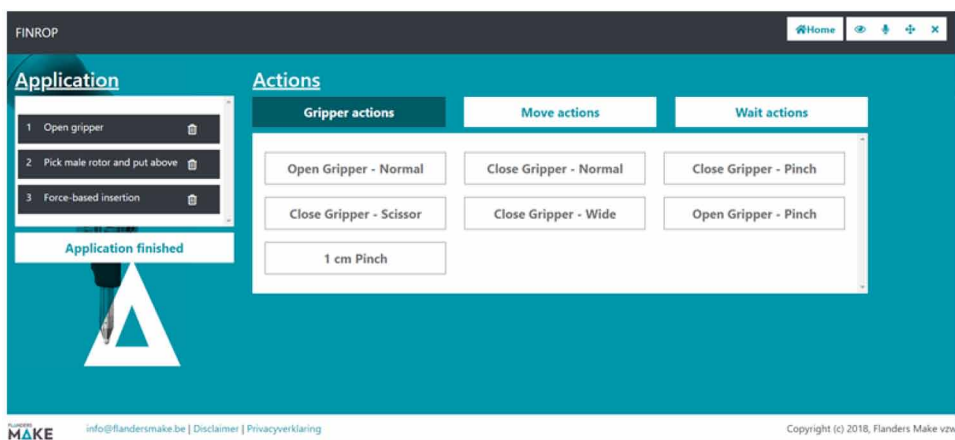 FINROP
Home
Application
1 Open gripper
2 Pick male rotor and put above
3 Force-based insertion
Application finished
Actions
Gripper actions Move actions Wait actions
Open Gripper - Normal Close Gripper - Normal Close Gripper - Pinch
Close Gripper - Scissor Close Gripper - Wide Open Gripper - Pinch
1 cm Pinch
FLANDERS
MAKE
info@flandersmake.be | Disclaimer | Privacyverklaring
Copyright (c) 2018, Flanders Make vzw